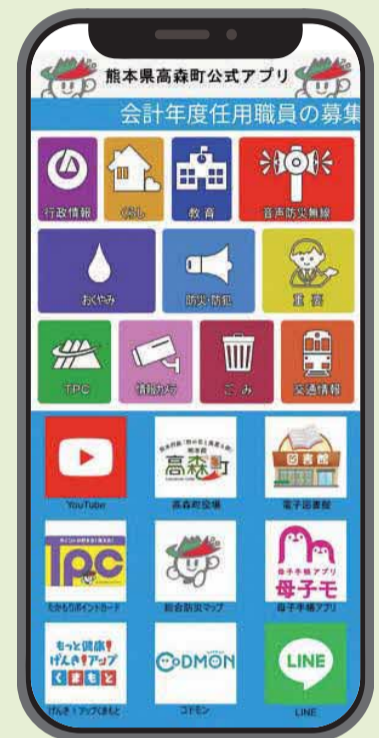 熊本県高森町公式アプリ
会計年度任用職員の募集
行政情報
くらし
教育
音声防災無線
おくやみ
防災・防犯
重要
TPC
情報カメラ
ごみ
交通情報
YouTube
高森町
高森町役場
図書館
電子図書館
TPC
たかもりポイントカード
総合防災マップ
母子手帳アプリ
母子モ
母子手帳アプリ
もっと健康!
げんき!アップ
くまもと
げんき!アップくまもと
CODMON
コドモン
LINE
LINE